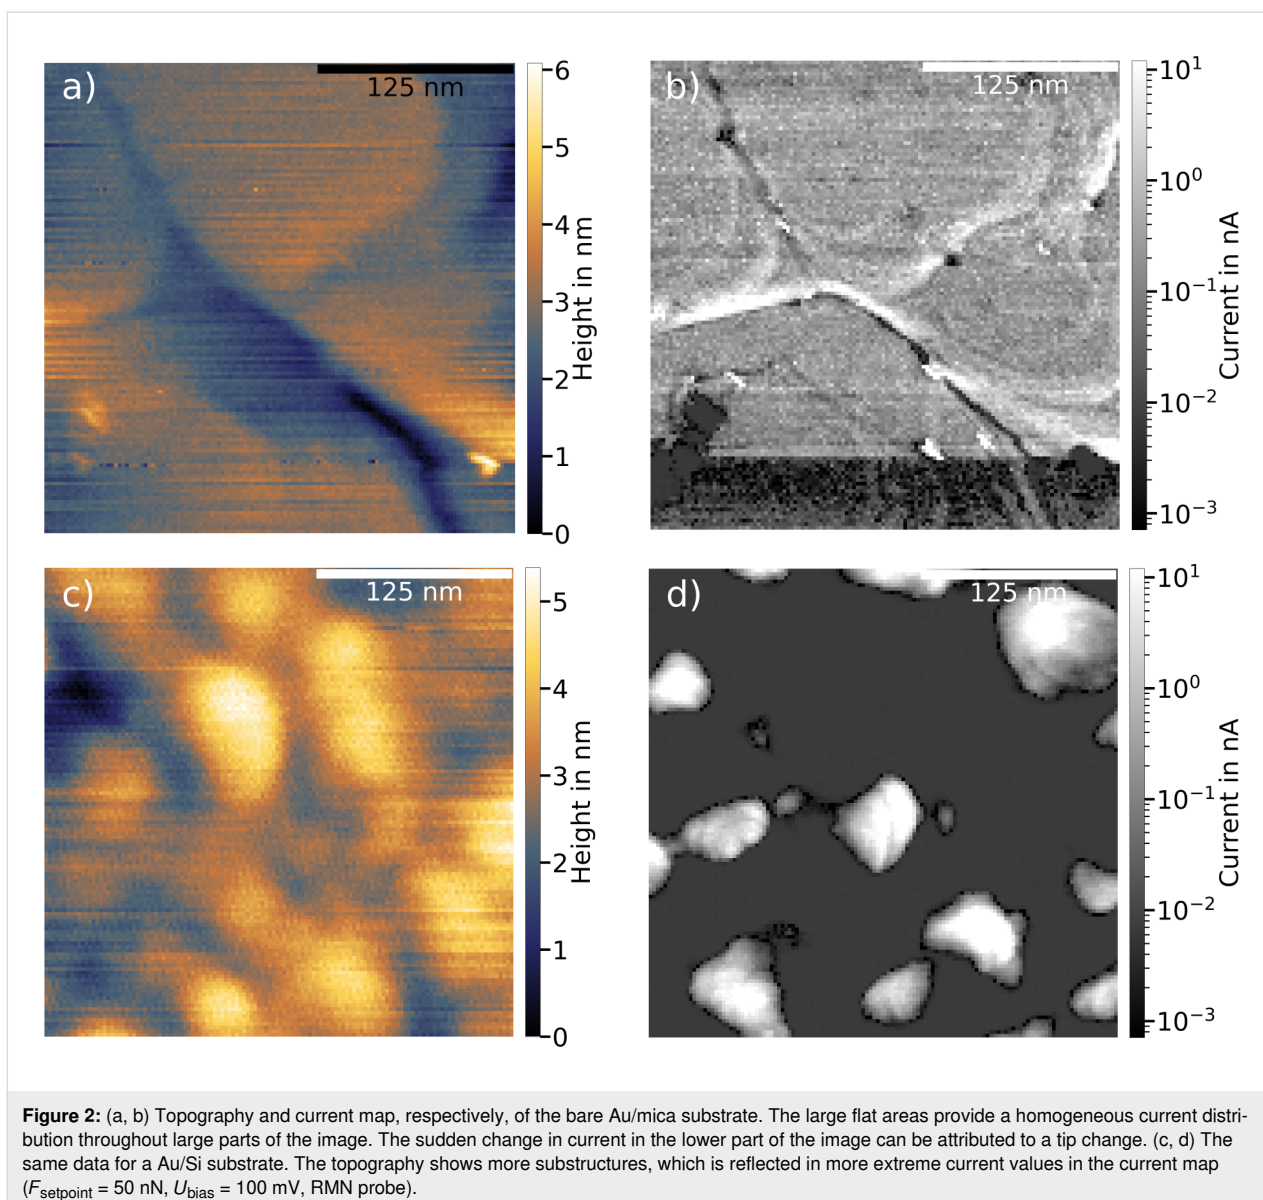 a)
125 nm
6
5
4
3
2
1
0
Height in nm
b)
125 nm
10¹
10⁰
10⁻¹
10⁻²
10⁻³
Current in nA
c)
125 nm
5
4
3
2
1
0
Height in nm
d)
125 nm
10¹
10⁰
10⁻¹
10⁻²
10⁻³
Current in nA
Figure 2: (a, b) Topography and current map, respectively, of the bare Au/mica substrate. The large flat areas provide a homogeneous current distri-
bution throughout large parts of the image. The sudden change in current in the lower part of the image can be attributed to a tip change. (c, d) The
same data for a Au/Si substrate. The topography shows more substructures, which is reflected in more extreme current values in the current map
(Fsetpoint = 50 nN, Ubias = 100 mV, RMN probe).